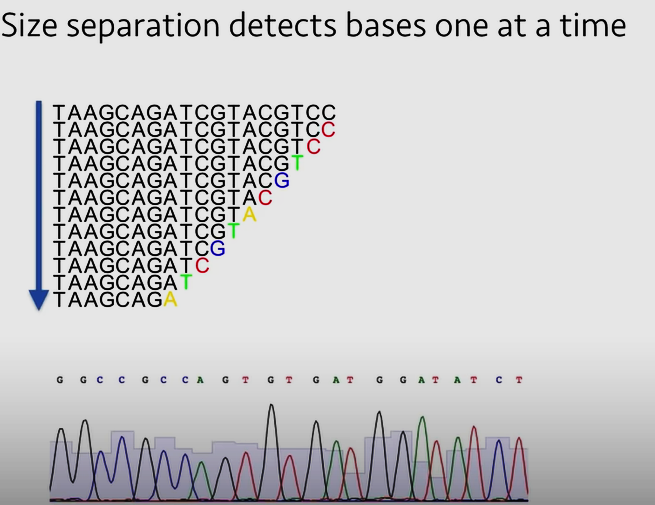 Size separation detects bases one at a time
TAAGCAGATCGTACGTCC
TAAGCAGATCGTACGTCC
TAAGCAGATCGTACGTC
TAAGCAGATCGTACGT
TAAGCAGATCGTACG
TAAGCAGATCGTAC
TAAGCAGATCGTA
TAAGCAGATCGT
TAAGCAGATCG
TAAGCAGATC
TAAGCAGAT
TAAGCAGA
G G C C G C C A G T G T G A T G G A T A T C T